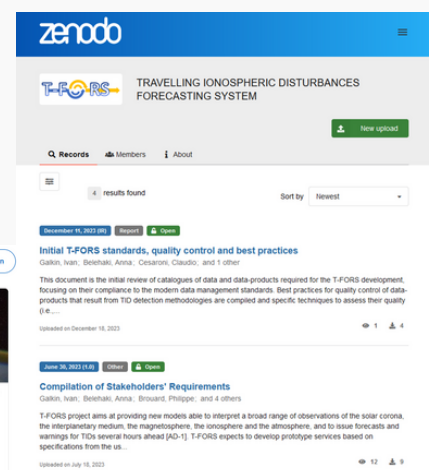 zenodo
T-FORS
TRAVELLING IONOSPHERIC DISTURBANCES
FORECASTING SYSTEM
New upload
Records Members About
4 results found
Sort by Newest
December 11, 2023 (III) Report Open
Initial T-FORS standards, quality control and best practices
Galkin, Ivan; Belehaki, Anna; Cesaroni, Claudio; and 1 other
This document is the initial review of catalogues of data and data-products required for the T-FORS development,
focusing on their compliance to the modern data management standards. Best practices for quality control of data-
products that result from TID detection methodologies are compiled and specific techniques to assess their quality
(i.e.,...
Uploaded on December 18, 2023
1 4
June 30, 2023 (1.0) Other Open
Compilation of Stakeholders' Requirements
Galkin, Ivan; Belehaki, Anna; Brouard, Philippe; and 4 others
T-FORS project aims at providing new models able to interpret a broad range of observations of the solar corona,
the interplanetary medium, the magnetosphere, the ionosphere and the atmosphere, and to issue forecasts and
warnings for TIDs several hours ahead [AD-1]. T-FORS expects to develop prototype services based on
specifications from the us...
Uploaded on July 18, 2023
12 9
n